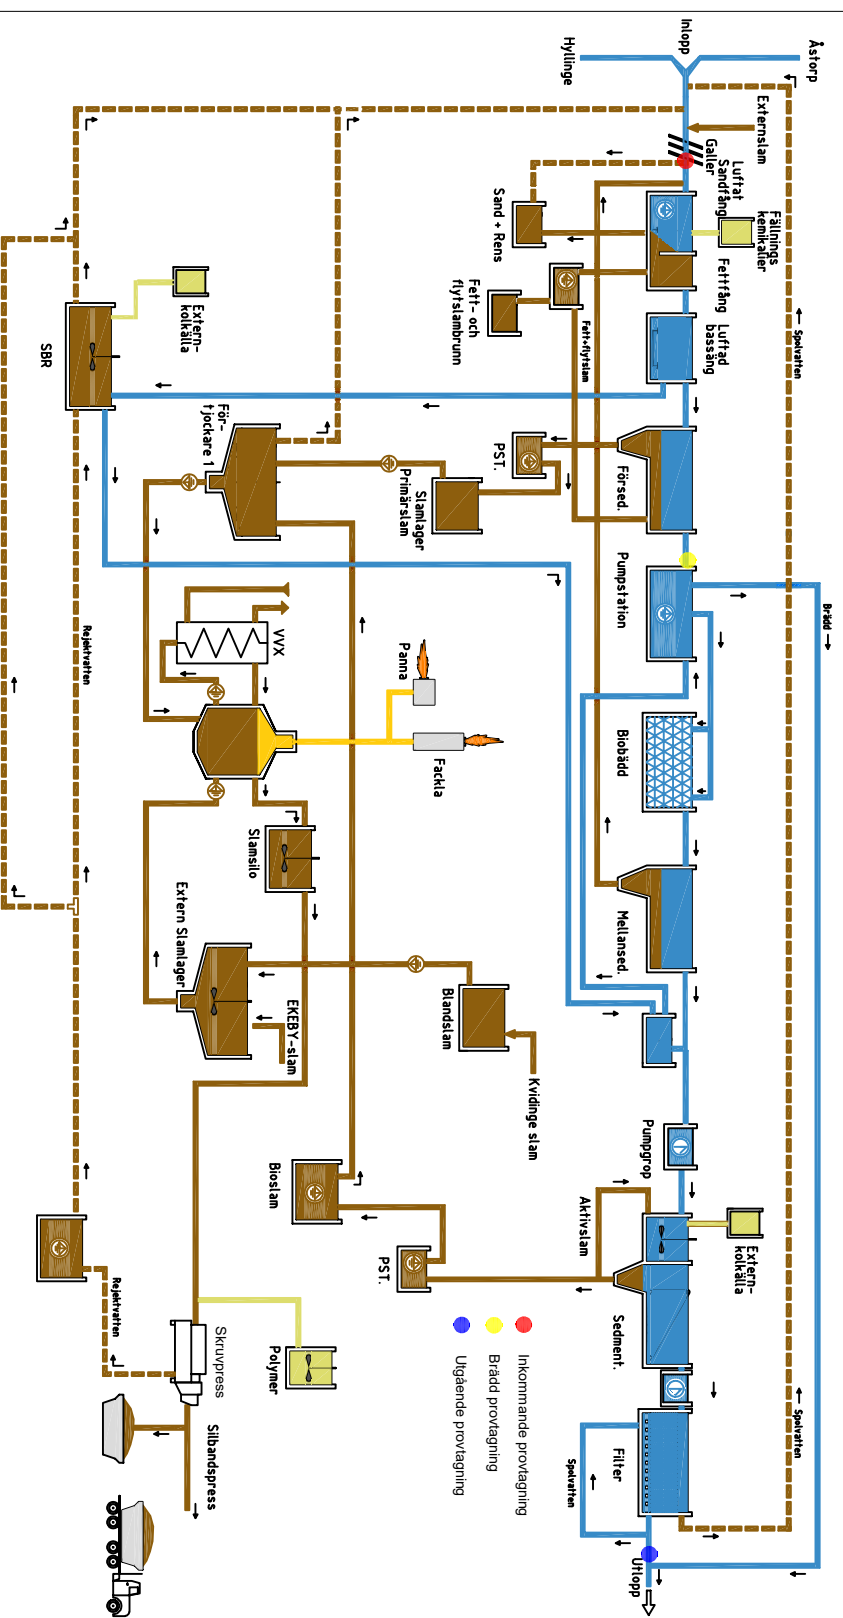 Åstorp
Inlopp
Hyllinge
Externslam
Galler
Luftat
Sandfång
Fällnings
kemikalier
Fettfång
Sand + Rens
Fett- och
flytslambrunn
Fett+flytslam
Luftad
bassäng
Spolvatten
Extern-
kolkälla
SBR
För-
tjockare 1
PST.
Slamlager
Primärslam
Försed.
Pumpstation
Brädd
Rejektvatten
VVX
Panna
Fackla
Biobädd
Slamsilo
Extern Slamlager
EKEBY-slam
Blandslam
Kvidinge slam
Mellansed.
Pumpgrop
Bioslam
PST.
Aktivslam
Extern-
kolkälla
Sediment.
Rejektvatten
Skruvpress
Polymer
Silbandspress
Inkommande provtagning
Brädd provtagning
Utgående provtagning
Filter
Spolvatten
Spolvatten
Utlopp